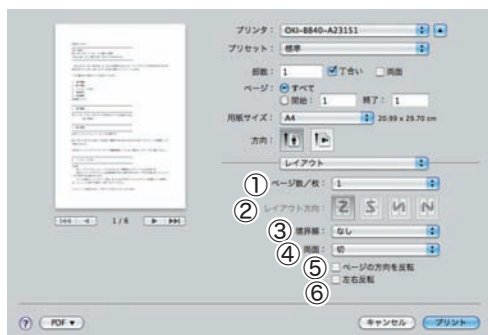 プリンタ： OKI-B840-A23151
プリセット： 標準
部数： 1 丁合い 両面
ページ： すべて
開始： 1 終了： 1
用紙サイズ： A4 20.99 x 29.70 cm
方向：
レイアウト
① ページ数/枚： 1
② レイアウト方向：
③ 境界線： なし
④ 両面： 切
⑤ ページの方向を反転
⑥ 左右反転
1 / 6
? PDF キャンセル プリント